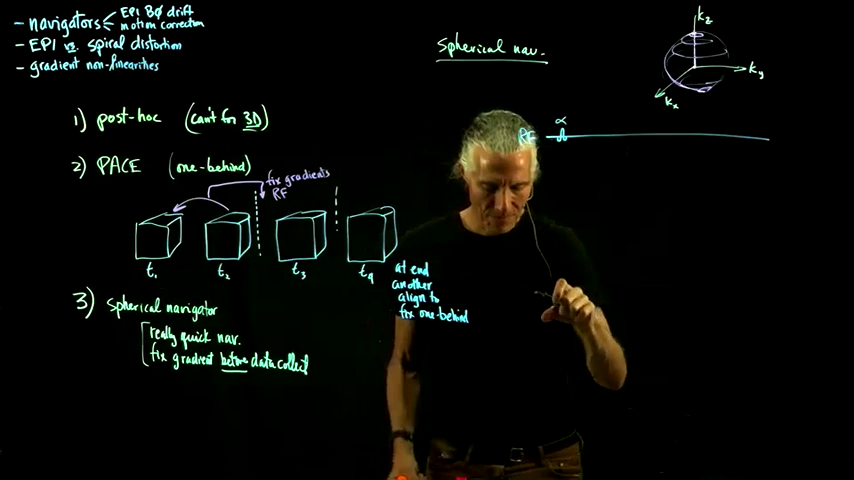 - navigators
EPI BØ drift
motion correction
- EPI vs. spiral distortion
- gradient non-linearities
1) post-hoc (can't for 3D)
2) PACE (one-behind)
fix gradients
RF
t1 t2 t3 t4
at end
another
align to
fix one-behind
3) spherical navigator
really quick nav.
fix gradient before data collect
spherical nav.
kz
ky
kx
RF
α